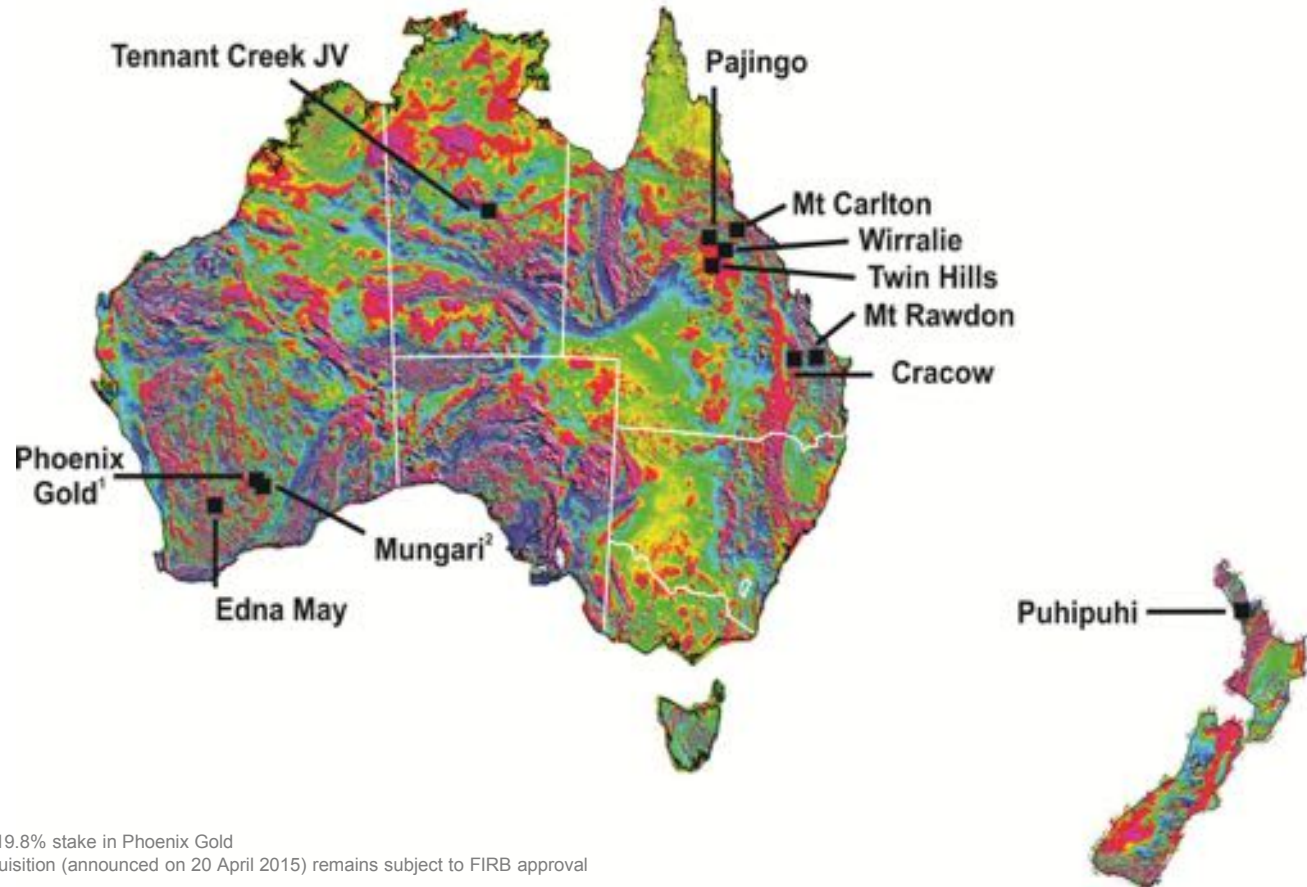 Tennant Creek JV
Pajingo
Mt Carlton
Wirralie
Twin Hills
Mt Rawdon
Cracow
Phoenix
Gold¹
Mungari²
Edna May
Puhipuhi
19.8% stake in Phoenix Gold
(announced on 20 April 2015) remains subject to FIRB approval